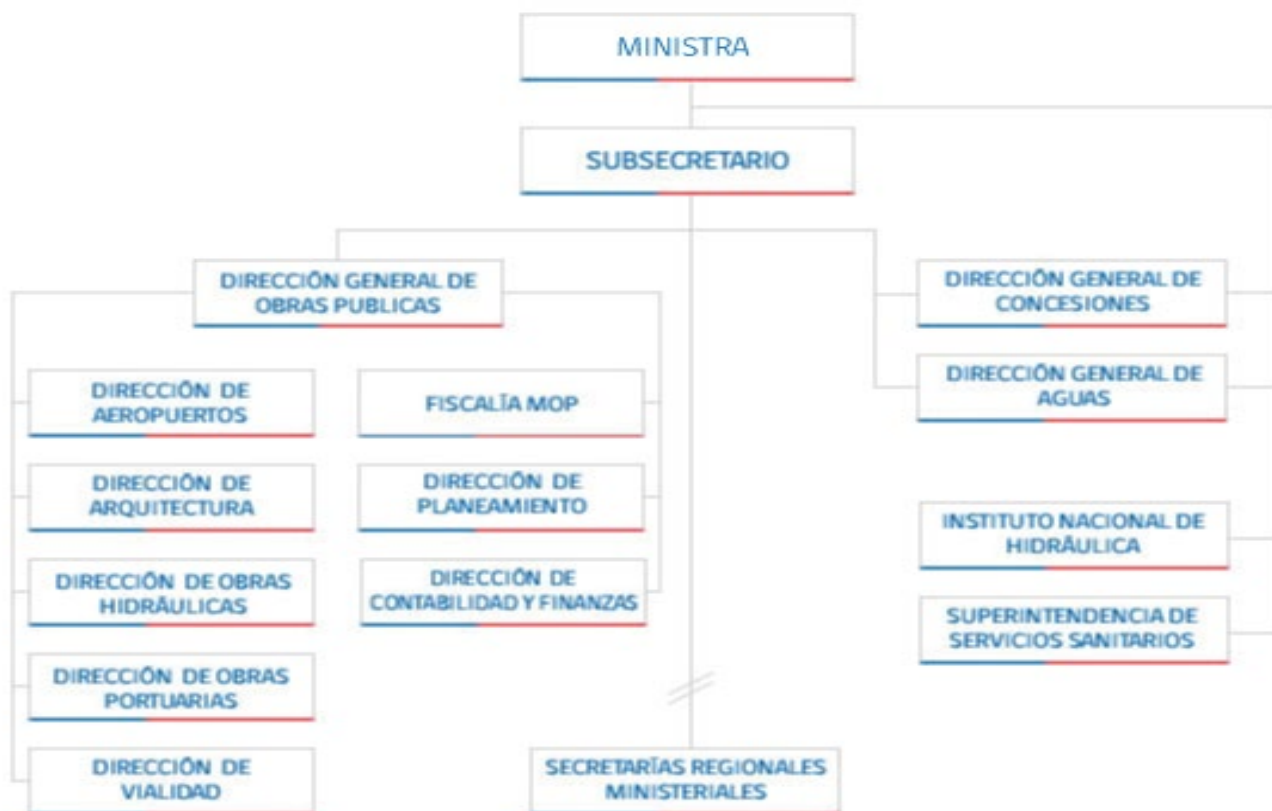 MINISTRA
SUBSECRETARIO
DIRECCIÓN GENERAL DE
OBRAS PUBLICAS
DIRECCIÓN DE
AEROPUERTOS
DIRECCIÓN DE
ARQUITECTURA
DIRECCIÓN DE OBRAS
HIDRÁULICAS
DIRECCIÓN DE OBRAS
PORTUARIAS
DIRECCIÓN DE
VIALIDAD
FISCALÍA MOP
DIRECCIÓN DE
PLANEAMIENTO
DIRECCIÓN DE
CONTABILIDAD Y FINANZAS
SECRETARÍAS REGIONALES
MINISTERIALES
DIRECCIÓN GENERAL DE
CONCESIONES
DIRECCIÓN GENERAL DE
AGUAS
INSTITUTO NACIONAL DE
HIDRÁULICA
SUPERINTENDENCIA DE
SERVICIOS SANITARIOS